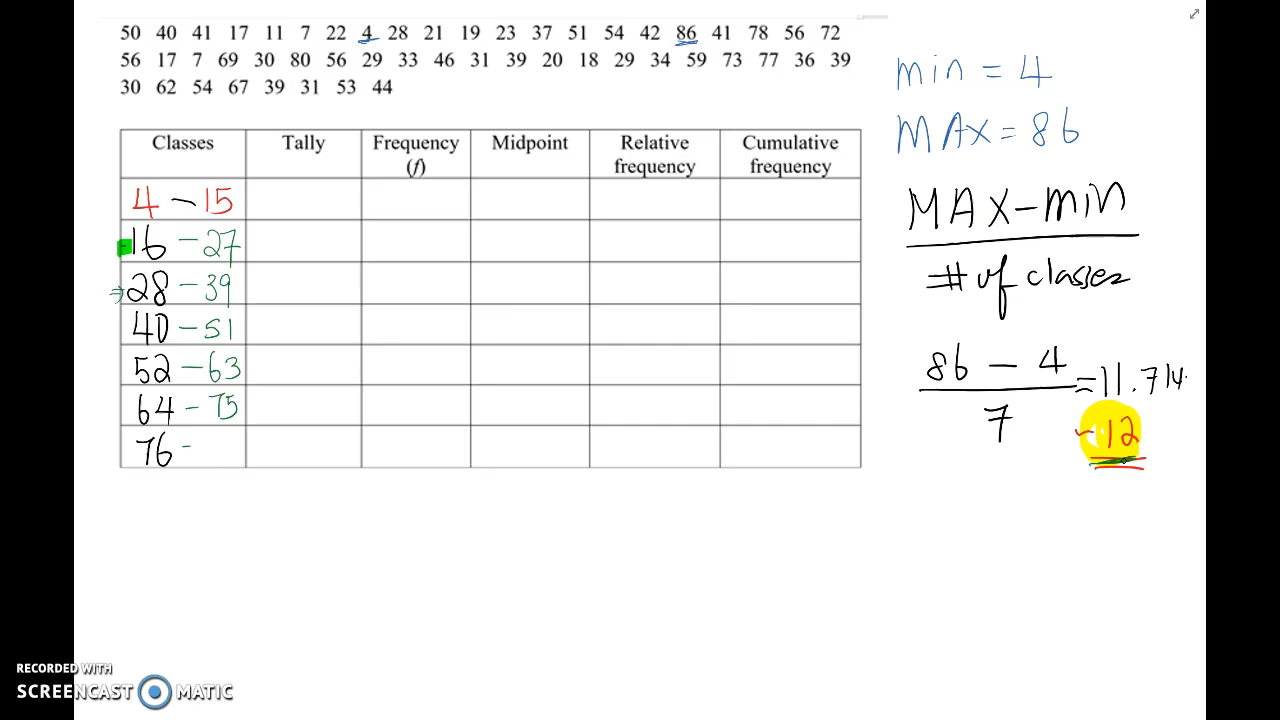 50 40 41 17 11 7 22 4 28 21 19 23 37 51 54 42 86 41 78 56 72
56 17 7 69 30 80 56 29 33 46 31 39 20 18 29 34 59 73 77 36 39
30 62 54 67 39 31 53 44
Classes Tally Frequency (f) Midpoint Relative frequency Cumulative frequency
4 - 15
-16 - 27
⇒28 - 39
40 - 51
52 - 63
64 - 75
76 -
min = 4
MAX = 86
MAX - min
# of classes
86 - 4
= 11.714
7
12
RECORDED WITH
SCREENCAST MATIC